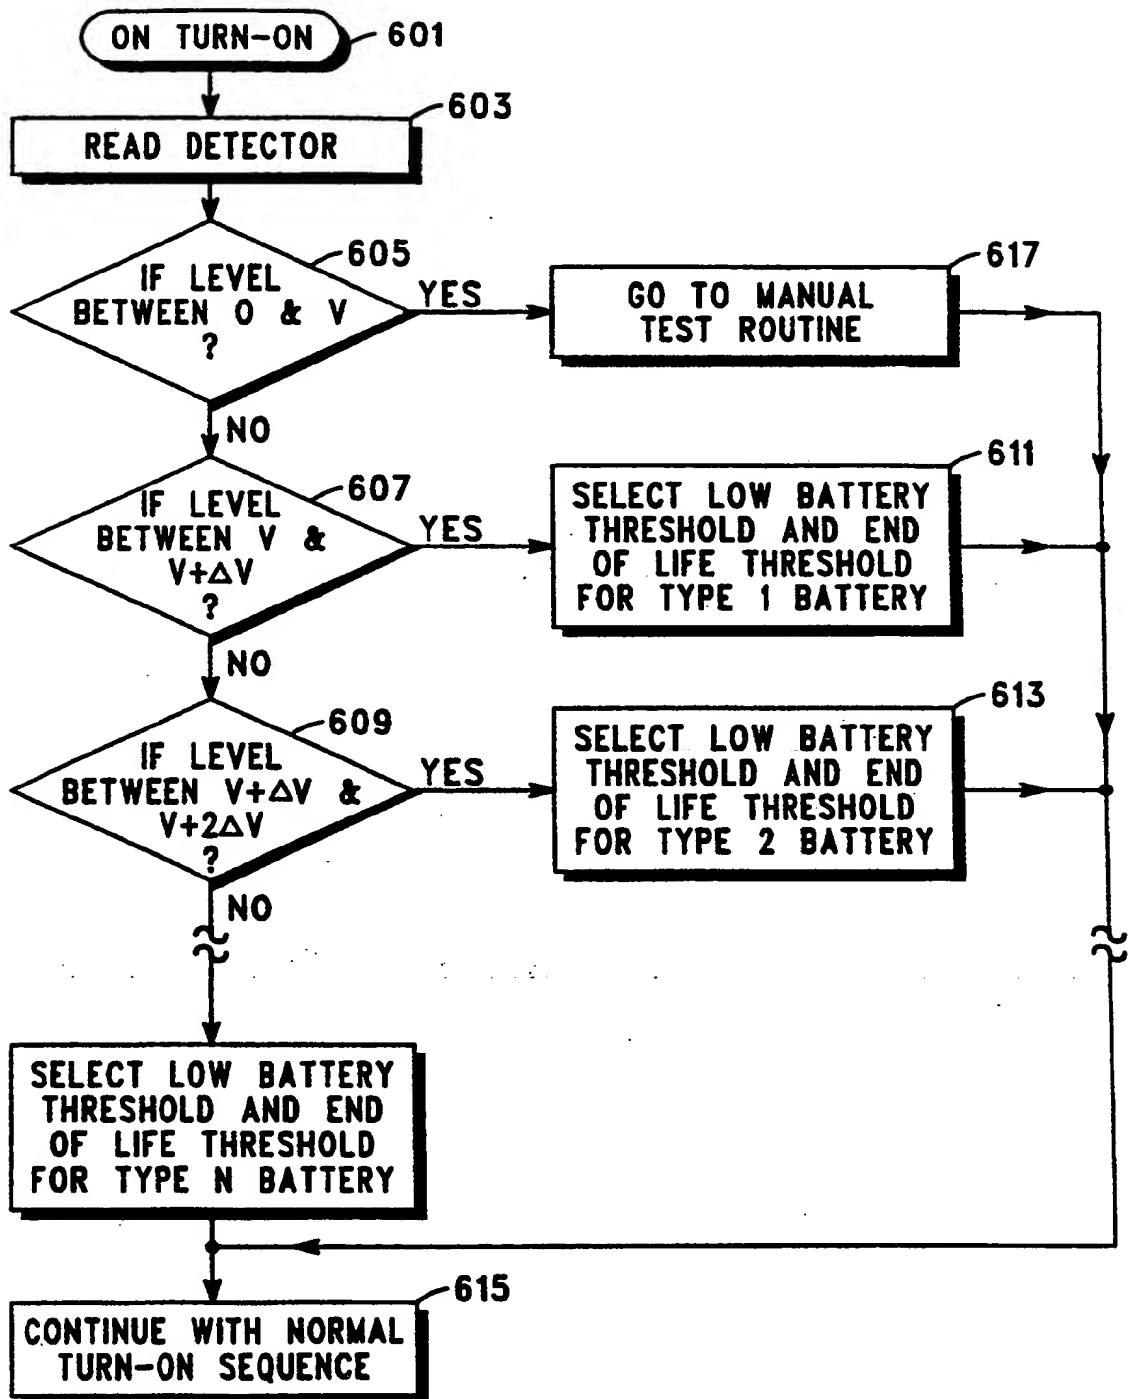 ON TURN-ON
601
603
READ DETECTOR
605
IF LEVEL
BETWEEN 0 & V
?
YES
617
GO TO MANUAL
TEST ROUTINE
NO
607
IF LEVEL
BETWEEN V &
V+ΔV
?
YES
611
SELECT LOW BATTERY
THRESHOLD AND END
OF LIFE THRESHOLD
FOR TYPE 1 BATTERY
NO
609
IF LEVEL
BETWEEN V+ΔV &
V+2ΔV
?
YES
613
SELECT LOW BATTERY
THRESHOLD AND END
OF LIFE THRESHOLD
FOR TYPE 2 BATTERY
NO
SELECT LOW BATTERY
THRESHOLD AND END
OF LIFE THRESHOLD
FOR TYPE N BATTERY
615
CONTINUE WITH NORMAL
TURN-ON SEQUENCE